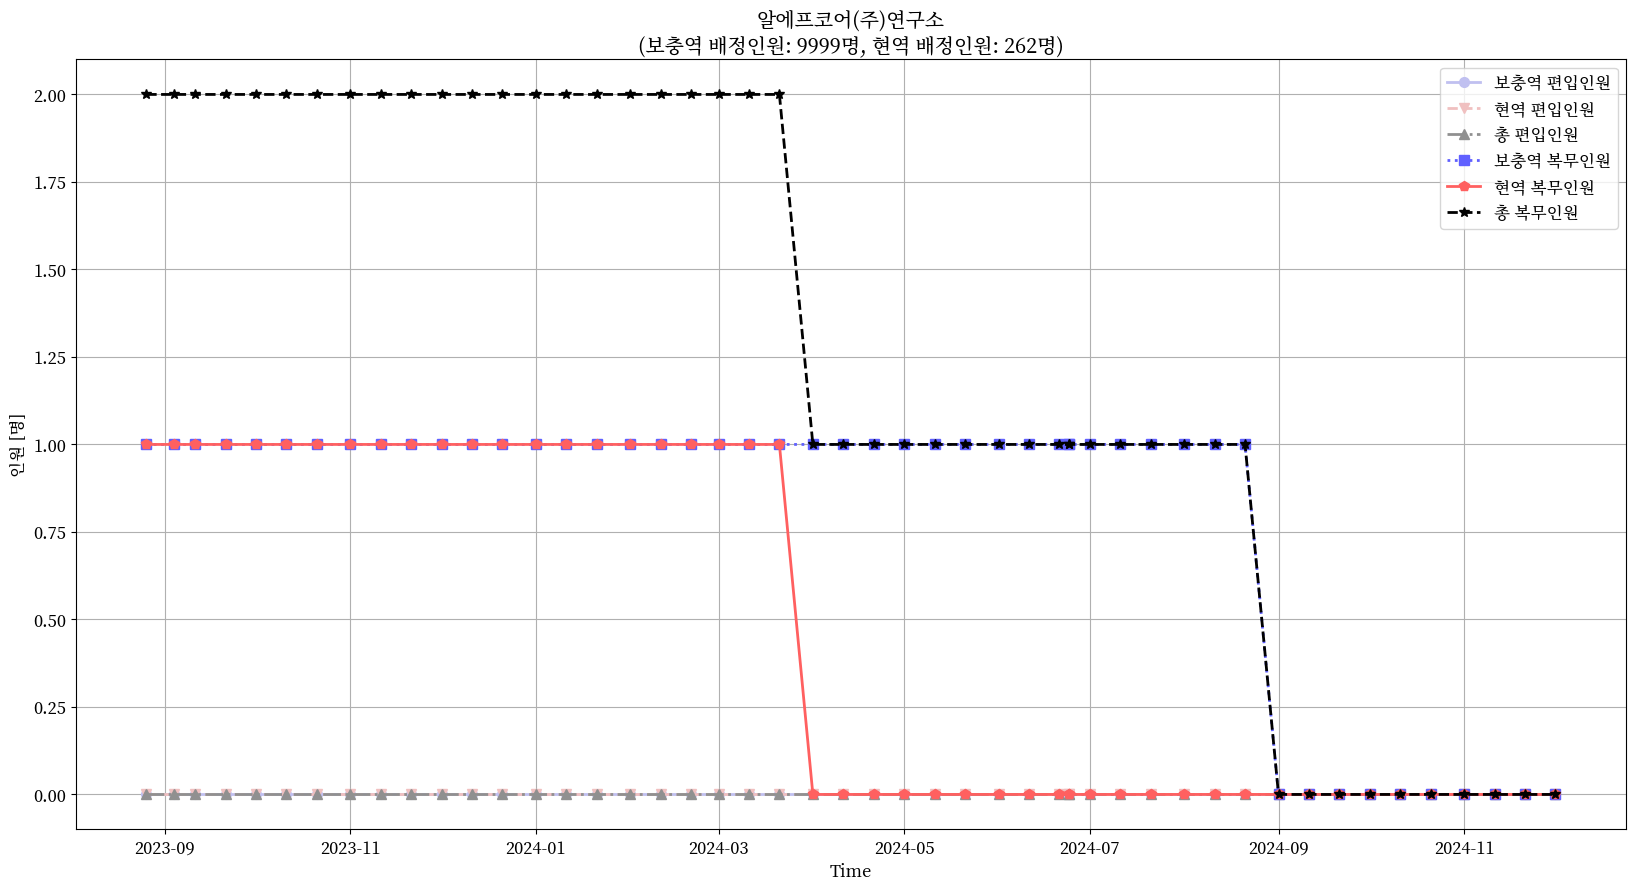 알에프코어(주)연구소
(보충역 배정인원: 9999명, 현역 배정인원: 262명)
보충역 편입인원
현역 편입인원
총 편입인원
보충역 복무인원
현역 복무인원
총 복무인원
인원 [명]
2.00
1.75
1.50
1.25
1.00
0.75
0.50
0.25
0.00
2023-09 2023-11 2024-01 2024-03 2024-05 2024-07 2024-09 2024-11
Time